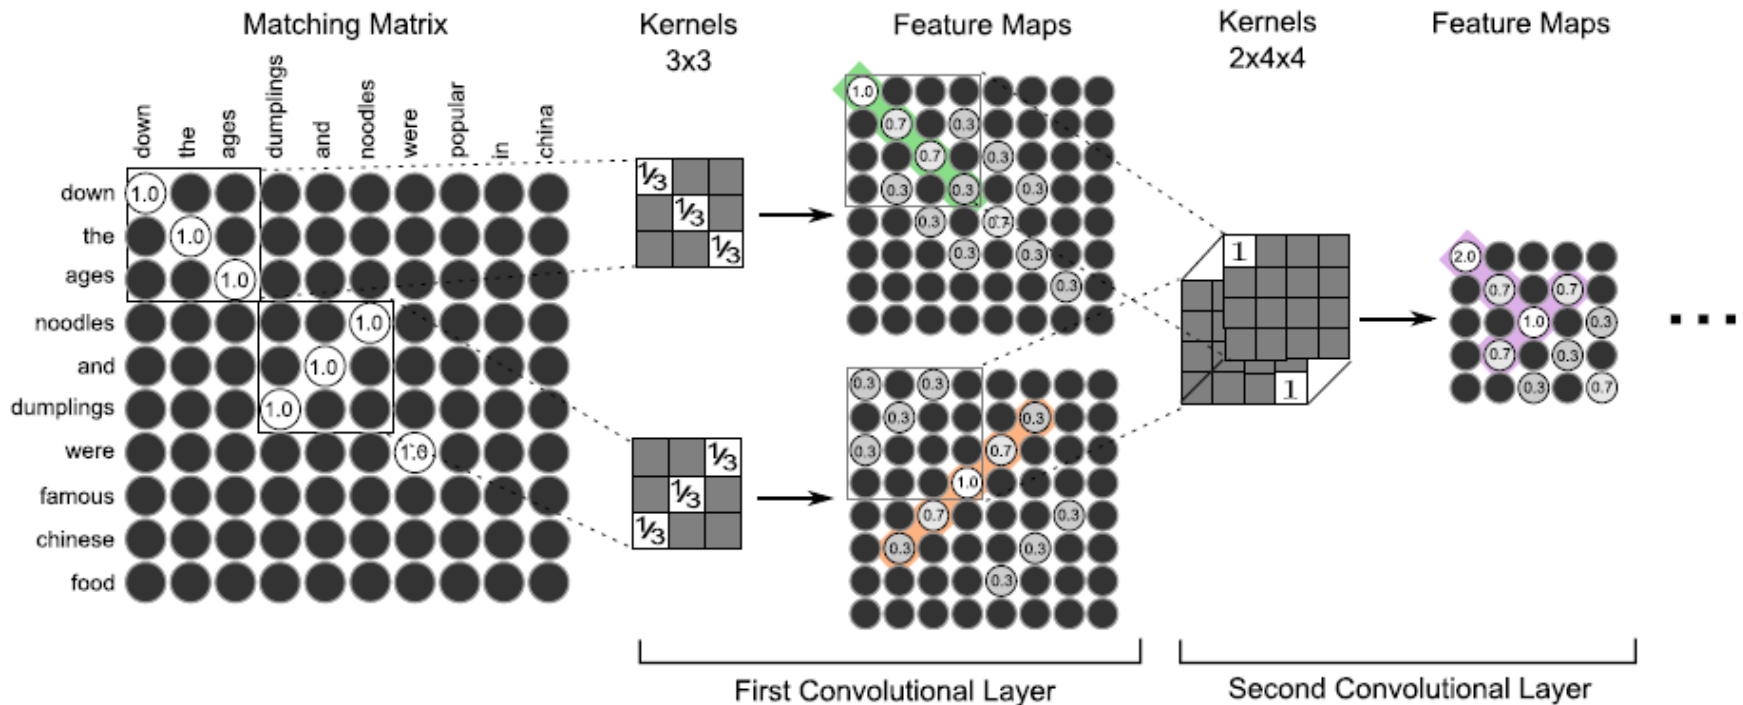 Matching Matrix
Kernels
3x3
Feature Maps
Kernels
2x4x4
Feature Maps
down
the
ages
dumplings
and
noodles
were
popular
in
china
down
the
ages
noodles
and
dumplings
were
famous
chinese
food
1.0
1.0
1.0
1.0
1.0
1.0
1.0
1/3
1/3
1/3
1/3
1/3
1/3
1.0
0.7 0.3
0.7 0.3
0.3 0.3 0.3
0.3 0.7
0.3 0.3
0.3
0.3 0.3
0.3 0.3
0.3 0.7
1.0
0.7 0.3
0.3 0.3
0.3
1
1
2.0
0.7 0.7
1.0 0.3
0.7 0.3
0.3 0.7
First Convolutional Layer
Second Convolutional Layer